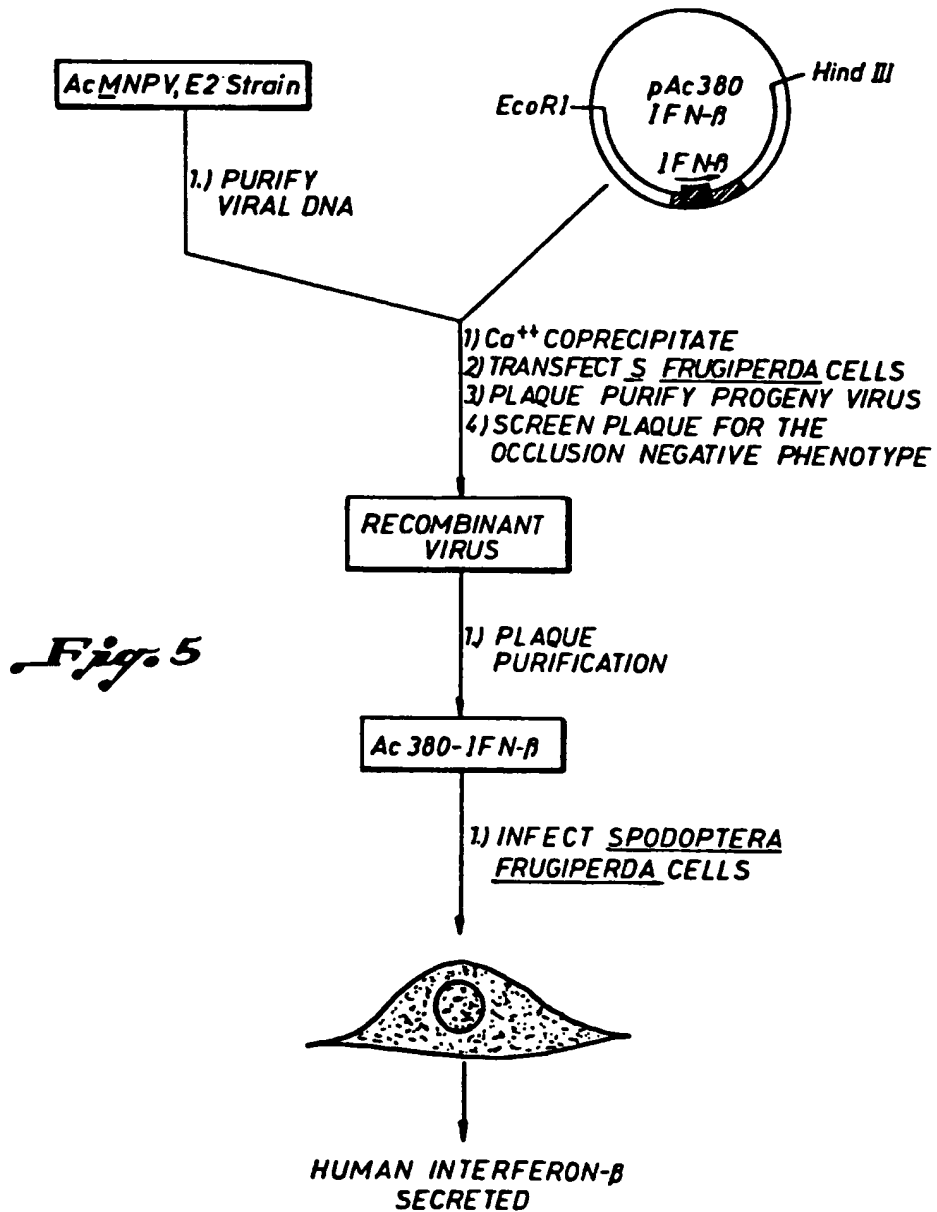 AcMNPV, E2 Strain
EcoRI
pAc380
IFN-β
Hind III
IFN-β
1.) PURIFY
VIRAL DNA
1) Ca++ COPRECIPITATE
2) TRANSFECT S FRUGIPERDA CELLS
3) PLAQUE PURIFY PROGENY VIRUS
4) SCREEN PLAQUE FOR THE
OCCLUSION NEGATIVE PHENOTYPE
RECOMBINANT
VIRUS
Fig. 5
1.) PLAQUE
PURIFICATION
Ac 380-IFN-β
1.) INFECT SPODOPTERA
FRUGIPERDA CELLS
HUMAN INTERFERON-β
SECRETED